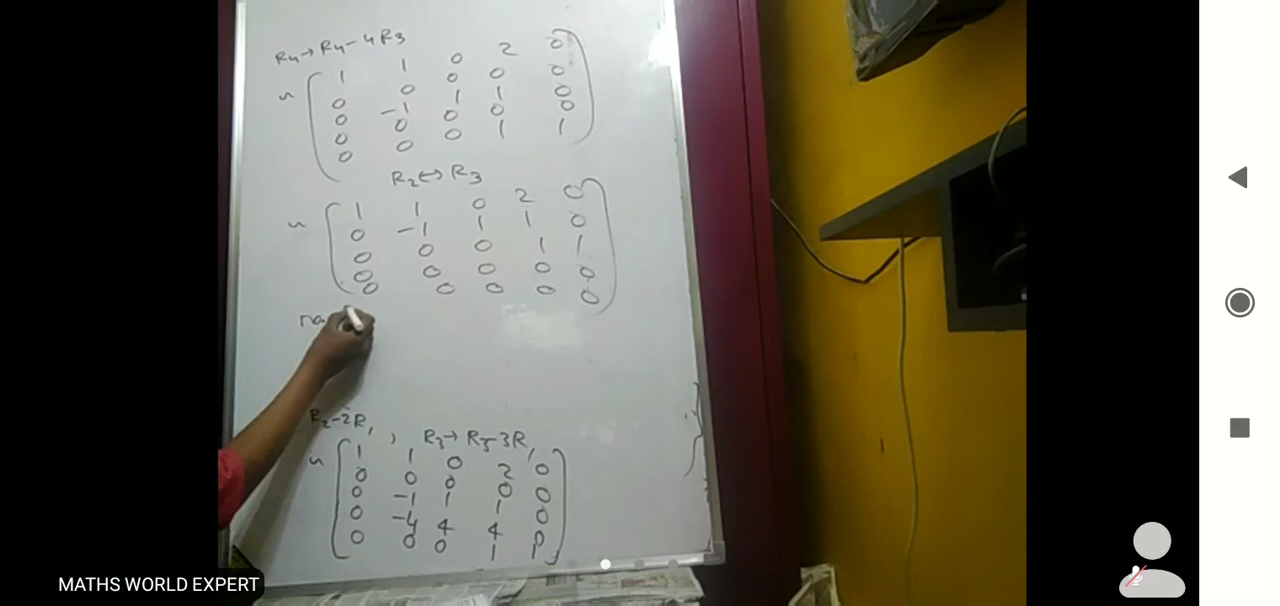 R4→R4-4R3
~ ( 1 1 0 2 0
0 0 0 0 0
0 -1 1 1 0
0 0 0 0 0
0 0 0 1 1 )
R2↔R3
~ ( 1 1 0 2 0
0 -1 1 1 0
0 0 0 1 1
0 0 0 0 0
0 0 0 0 0 )
ra
R2-2R1, R3→R3-3R1
~ [ 1 1 0 2 0
0 0 0 0 0
0 -1 1 1 0
0 -4 4 4 0
0 0 0 1 1 ]
MATHS WORLD EXPERT